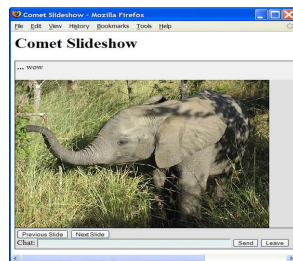 Comet Slideshow - Mozilla Firefox
File Edit View History Bookmarks Tools Help
Comet Slideshow
... wow
Previous Slide Next Slide
Chat: Send Leave